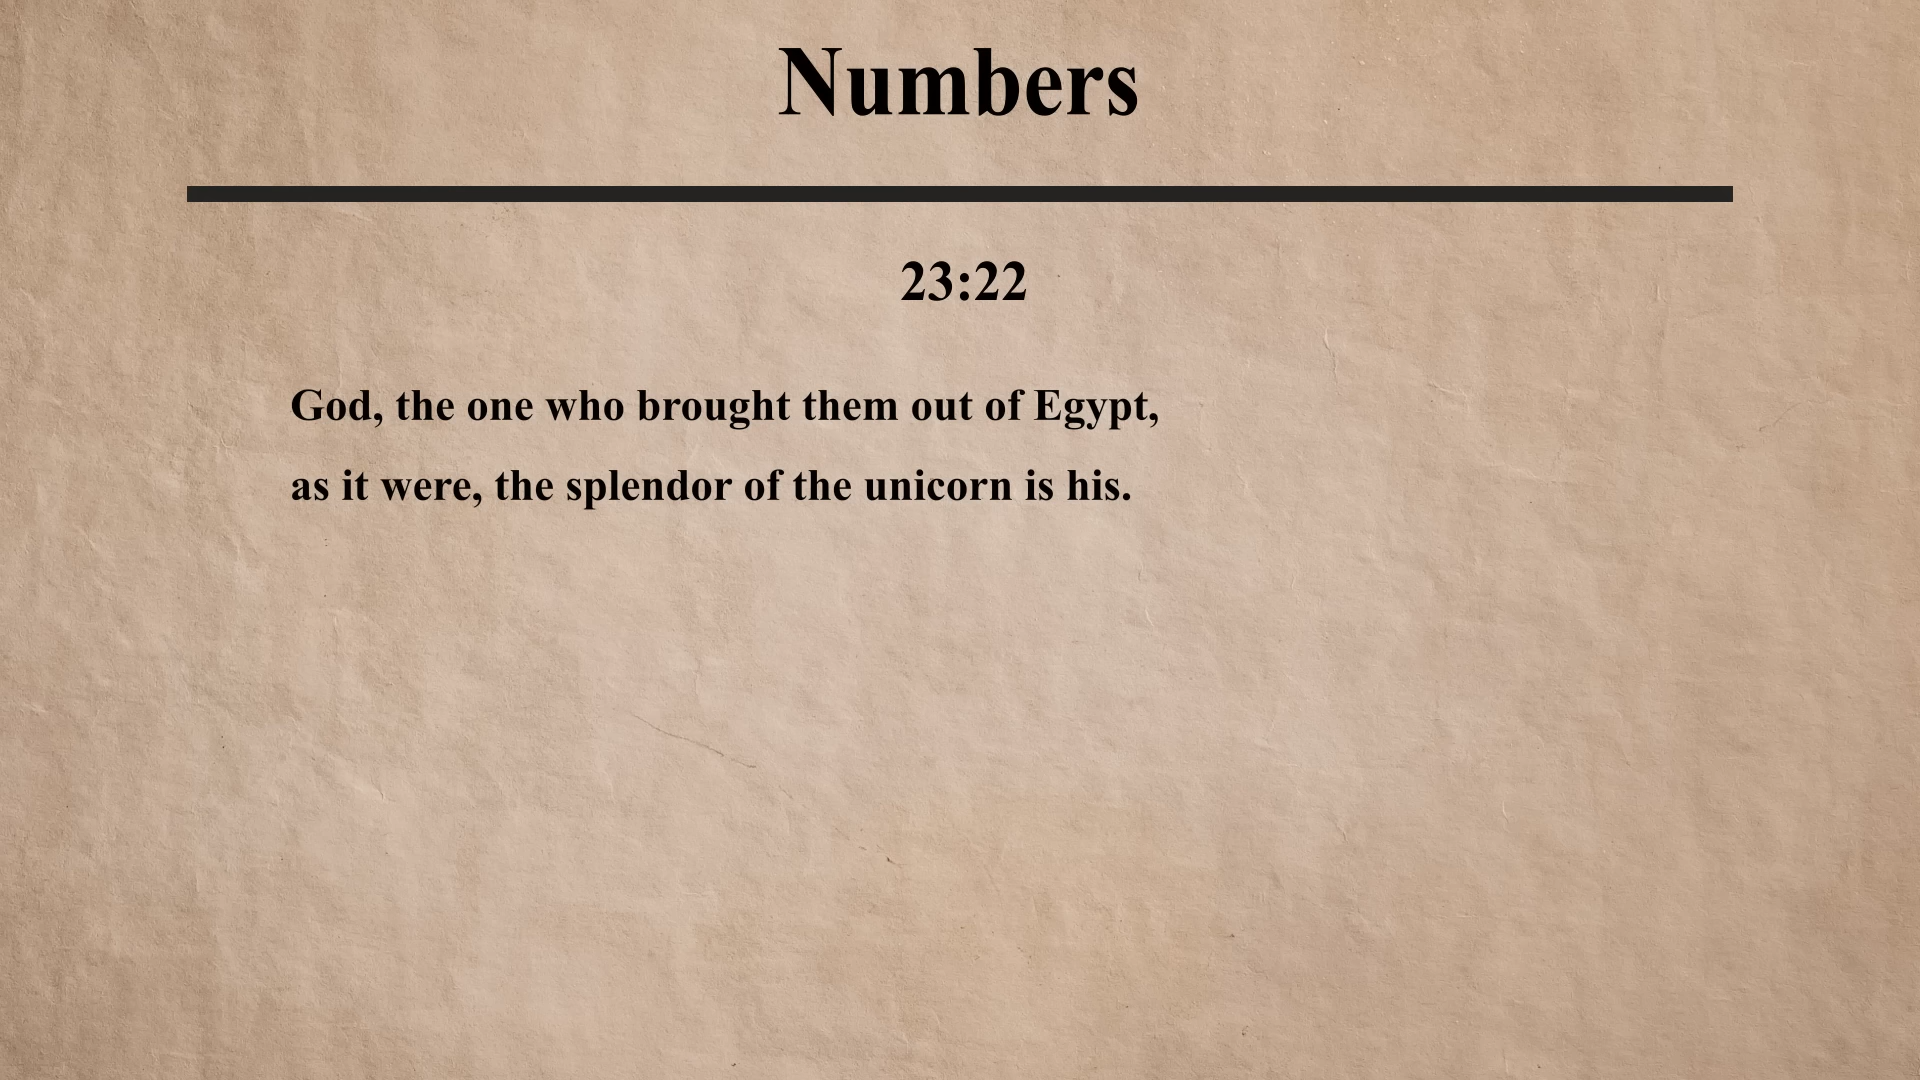 Numbers
23:22
God, the one who brought them out of Egypt,
as it were, the splendor of the unicorn is his.